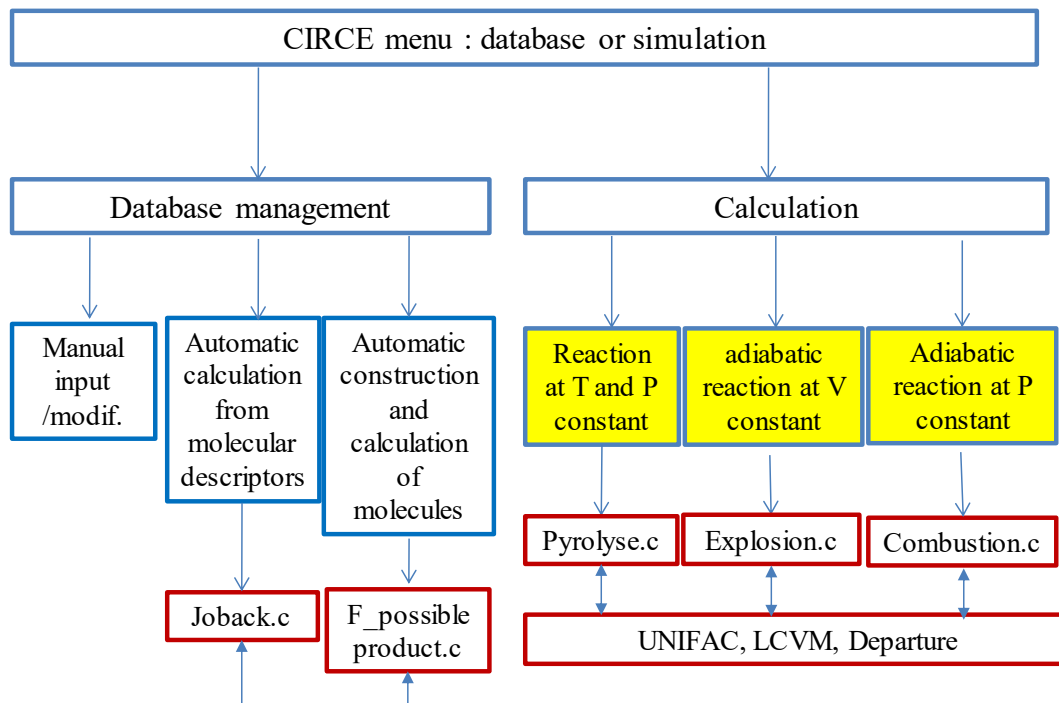 CIRCE menu : database or simulation
Database management
Calculation
Manual
input
/modif.
Automatic
calculation
from
molecular
descriptors
Automatic
construction
and
calculation
of
molecules
Reaction
at T and P
constant
adiabatic
reaction at V
constant
Adiabatic
reaction at P
constant
Pyrolyse.c
Explosion.c
Combustion.c
Joback.c
F_possible
product.c
UNIFAC, LCVM, Departure